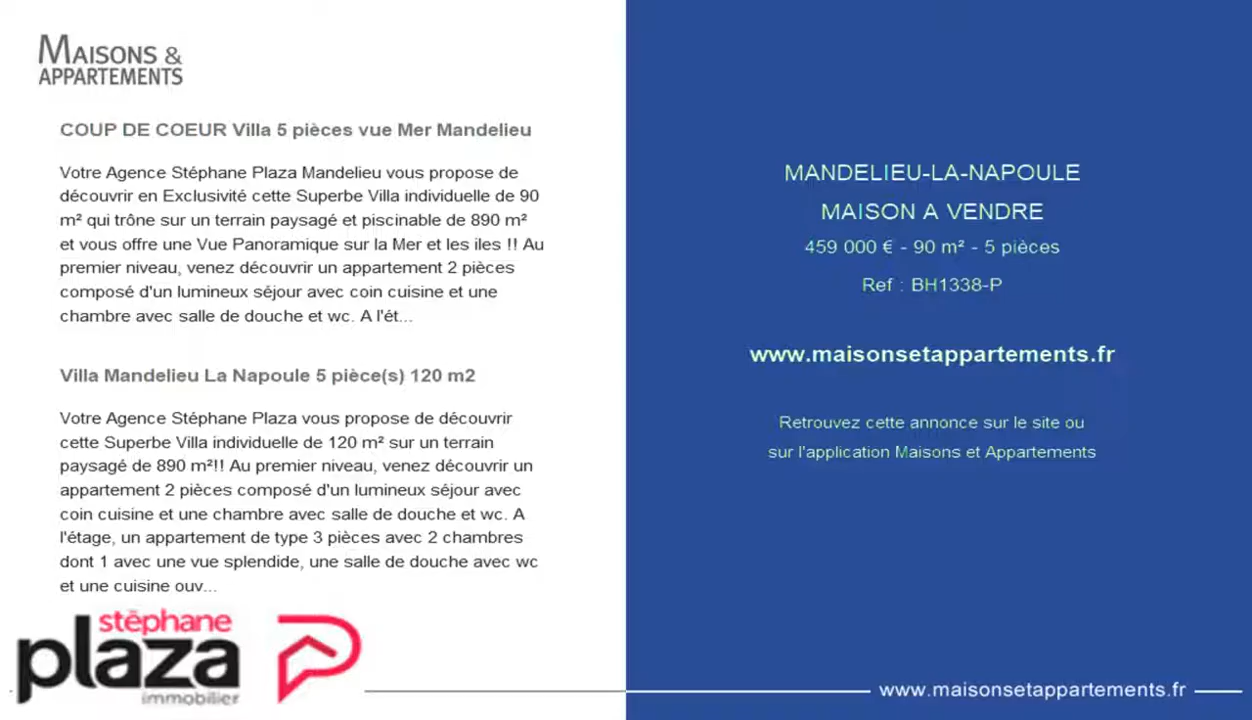 MAISONS &
APPARTEMENTS
COUP DE COEUR Villa 5 pièces vue Mer Mandelieu
Votre Agence Stéphane Plaza Mandelieu vous propose de
découvrir en Exclusivité cette Superbe Villa individuelle de 90
m² qui trône sur un terrain paysagé et piscinable de 890 m²
et vous offre une Vue Panoramique sur la Mer et les iles !! Au
premier niveau, venez découvrir un appartement 2 pièces
composé d'un lumineux séjour avec coin cuisine et une
chambre avec salle de douche et wc. A l'ét...
Villa Mandelieu La Napoule 5 pièce(s) 120 m2
Votre Agence Stéphane Plaza vous propose de découvrir
cette Superbe Villa individuelle de 120 m² sur un terrain
paysagé de 890 m²!! Au premier niveau, venez découvrir un
appartement 2 pièces composé d'un lumineux séjour avec
coin cuisine et une chambre avec salle de douche et wc. A
l'étage, un appartement de type 3 pièces avec 2 chambres
dont 1 avec une vue splendide, une salle de douche avec wc
et une cuisine ouv...
stéphane
plaza
immobilier
MANDELIEU-LA-NAPOULE
MAISON A VENDRE
459 000 € - 90 m² - 5 pièces
Ref : BH1338-P
www.maisonsetappartements.fr
Retrouvez cette annonce sur le site ou
sur l'application Maisons et Appartements
www.maisonsetappartements.fr